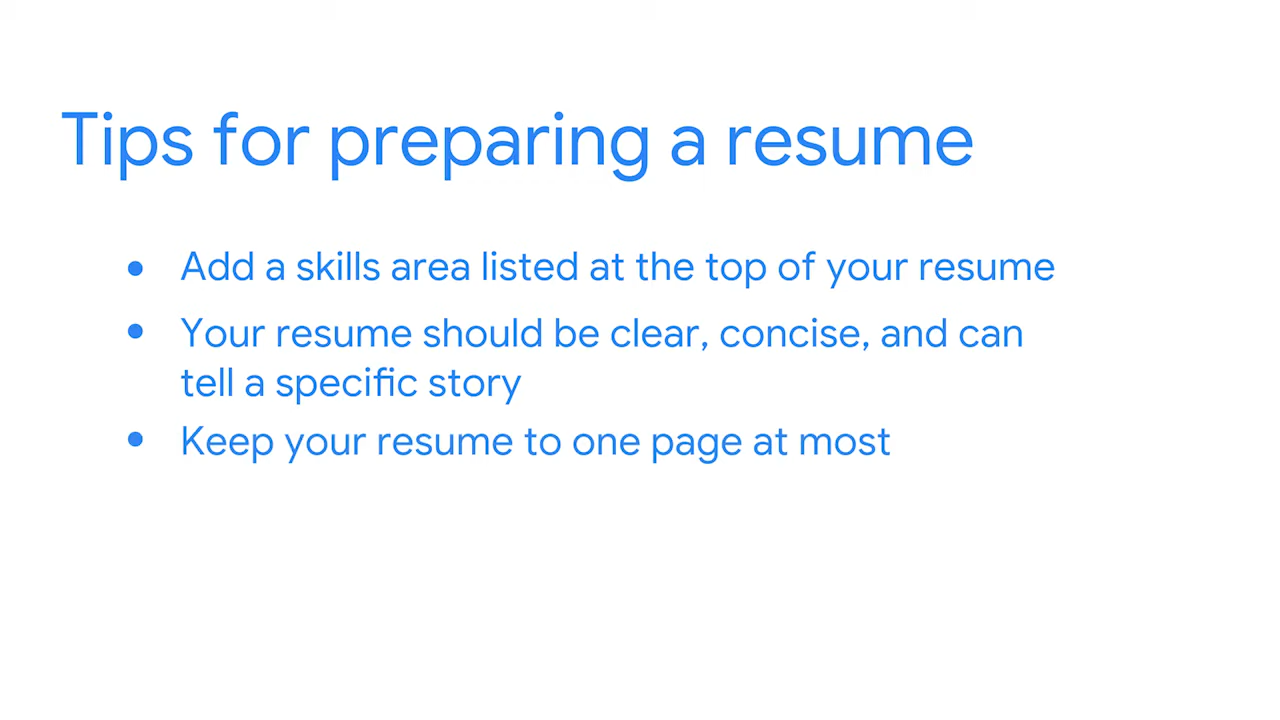 Tips for preparing a resume
• Add a skills area listed at the top of your resume
• Your resume should be clear, concise, and can
tell a specific story
• Keep your resume to one page at most